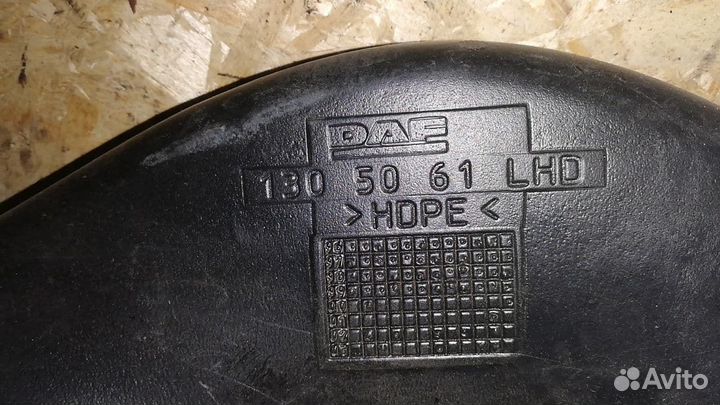 DAF
130 50 61 LHD
>HDPE<
Avito